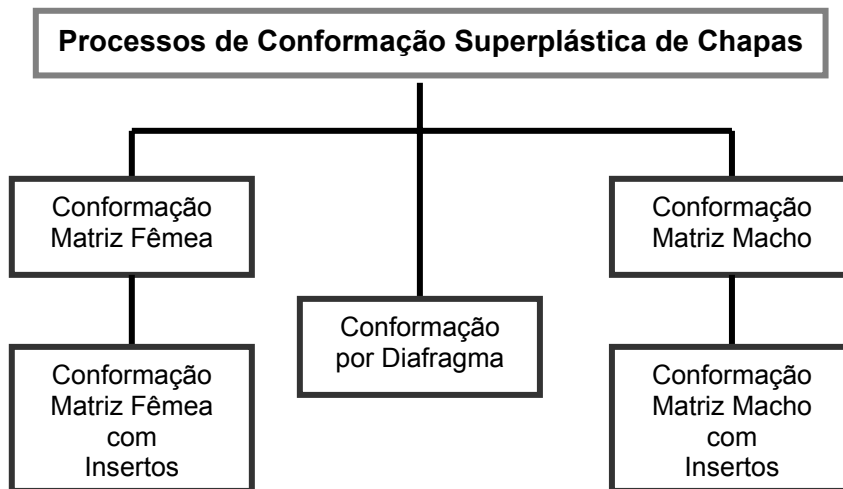 Processos de Conformação Superplástica de Chapas
Conformação
Matriz Fêmea
Conformação
Matriz Macho
Conformação
por Diafragma
Conformação
Matriz Fêmea
com
Insertos
Conformação
Matriz Macho
com
Insertos